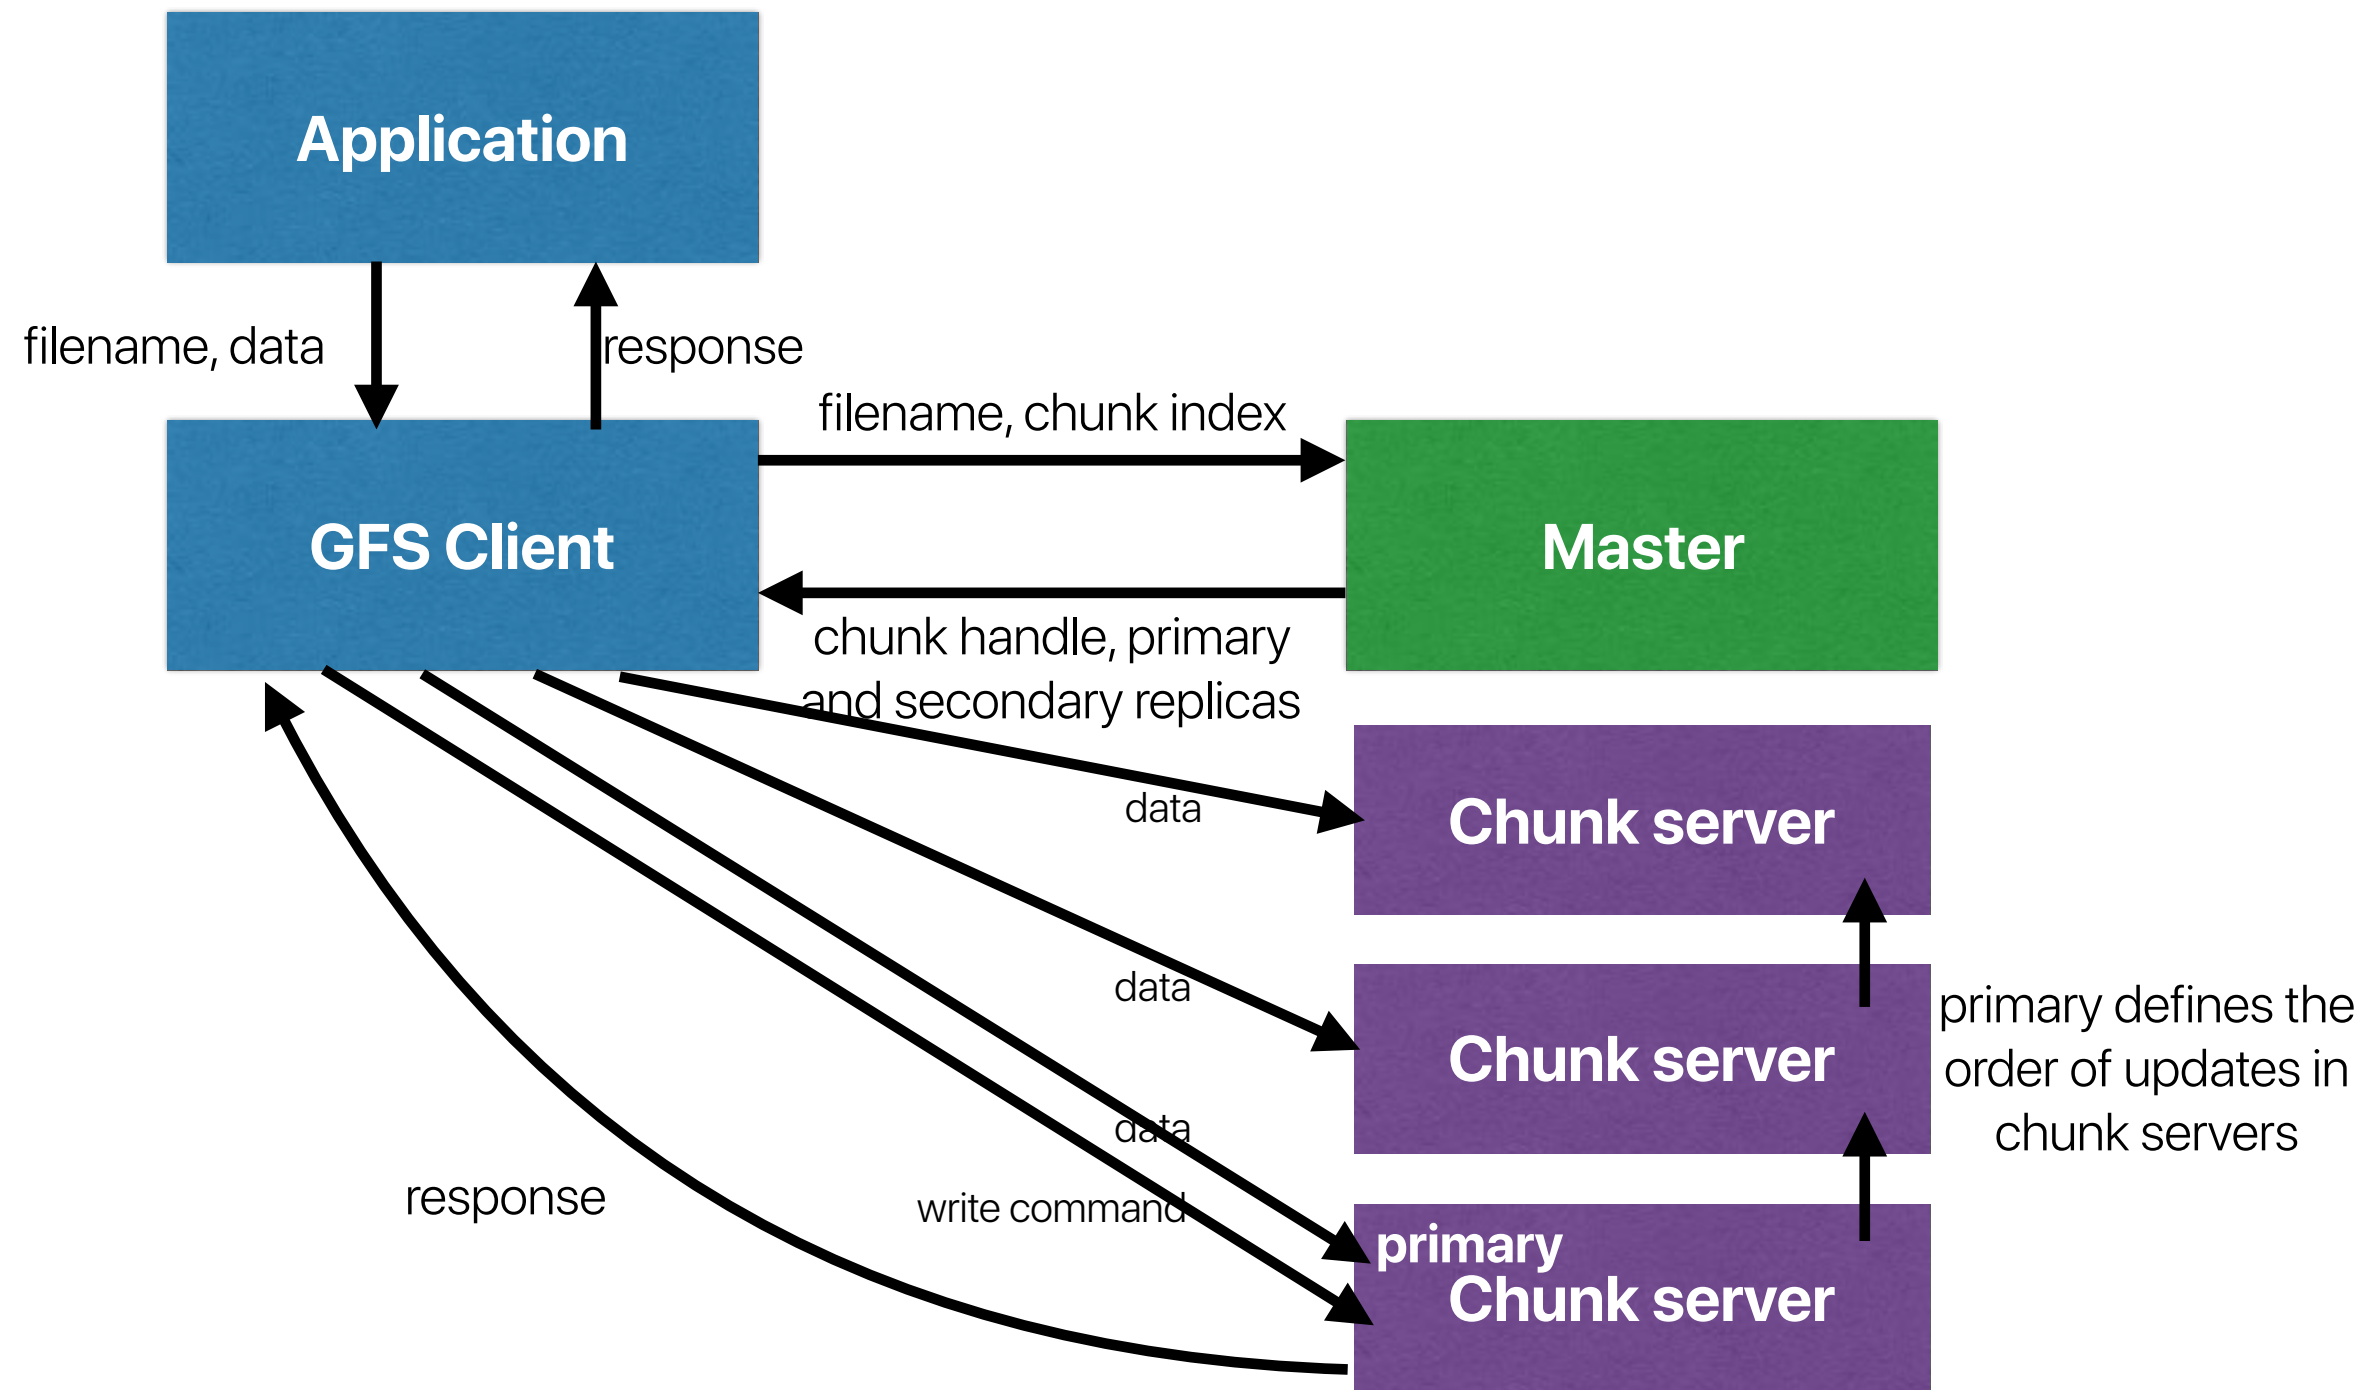 Application
filename, data
response
filename, chunk index
GFS Client
Master
chunk handle, primary
and secondary replicas
data
Chunk server
data
Chunk server
primary defines the
order of updates in
chunk servers
data
write command
response
primary
Chunk server